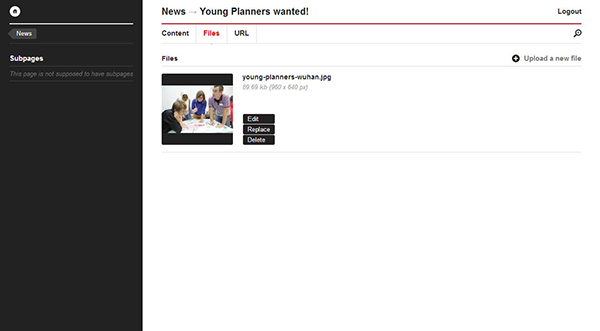 News → Young Planners wanted!
Logout
News
Content
Files
URL
Subpages
This page is not supposed to have subpages
Files
Upload a new file
young-planners-wuhan.jpg
89.69 kb (960 x 640 px)
Edit
Replace
Delete